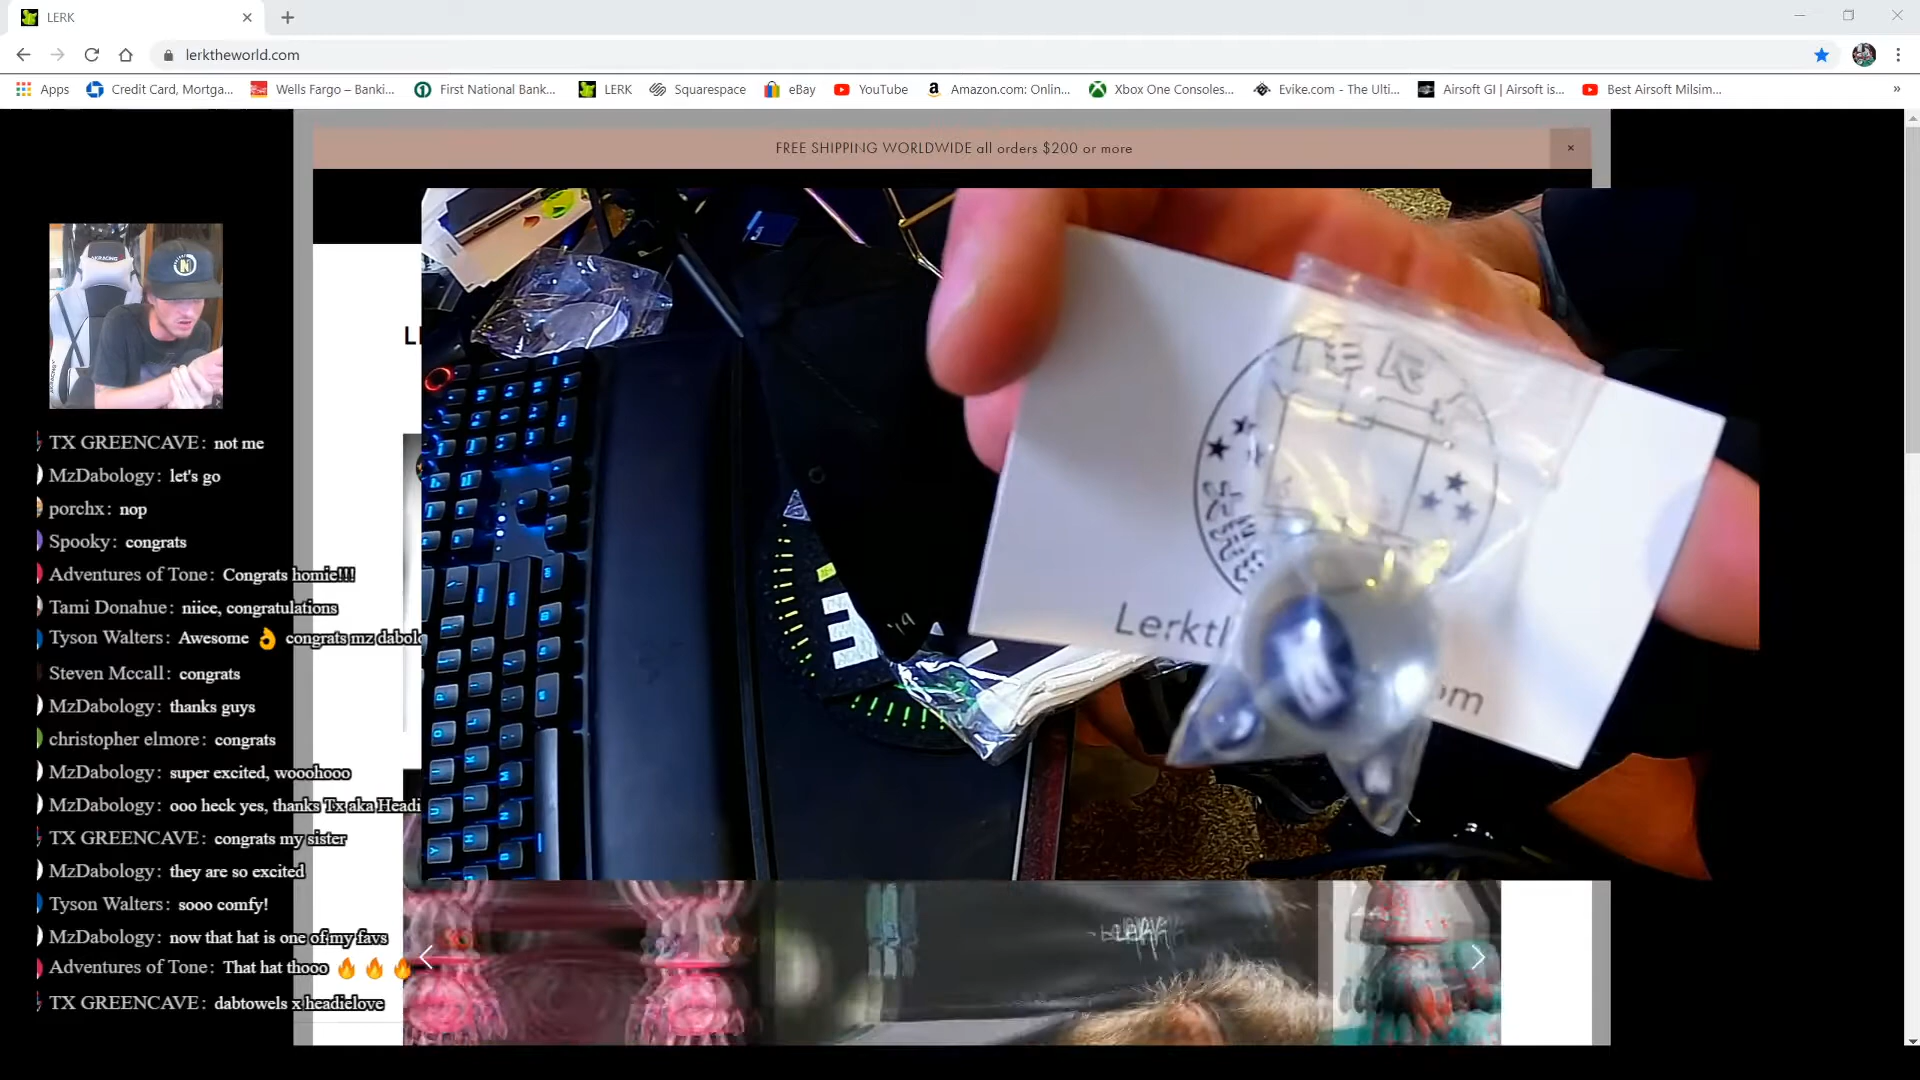 LERK
lerktheworld.com
Apps
Credit Card, Mortga...
Wells Fargo – Banki...
First National Bank...
LERK
Squarespace
eBay
YouTube
Amazon.com: Onlin...
Xbox One Consoles...
Evike.com - The Ulti...
Airsoft GI | Airsoft is...
Best Airsoft Milsim...
»
FREE SHIPPING WORLDWIDE all orders $200 or more
×
TX GREENCAVE: not me
MzDabology: let's go
porchx: nop
Spooky: congrats
Adventures of Tone: Congrats homie!!!
Tami Donahue: niice, congratulations
Tyson Walters: Awesome 👌 congrats mz dabolo
Steven Mccall: congrats
MzDabology: thanks guys
christopher elmore: congrats
MzDabology: super excited, wooohooo
MzDabology: ooo heck yes, thanks Tx aka Headi
TX GREENCAVE: congrats my sister
MzDabology: they are so excited
Tyson Walters: sooo comfy!
MzDabology: now that hat is one of my favs
Adventures of Tone: That hat thooo 🔥 🔥 🔥
TX GREENCAVE: dabtowels x headielove